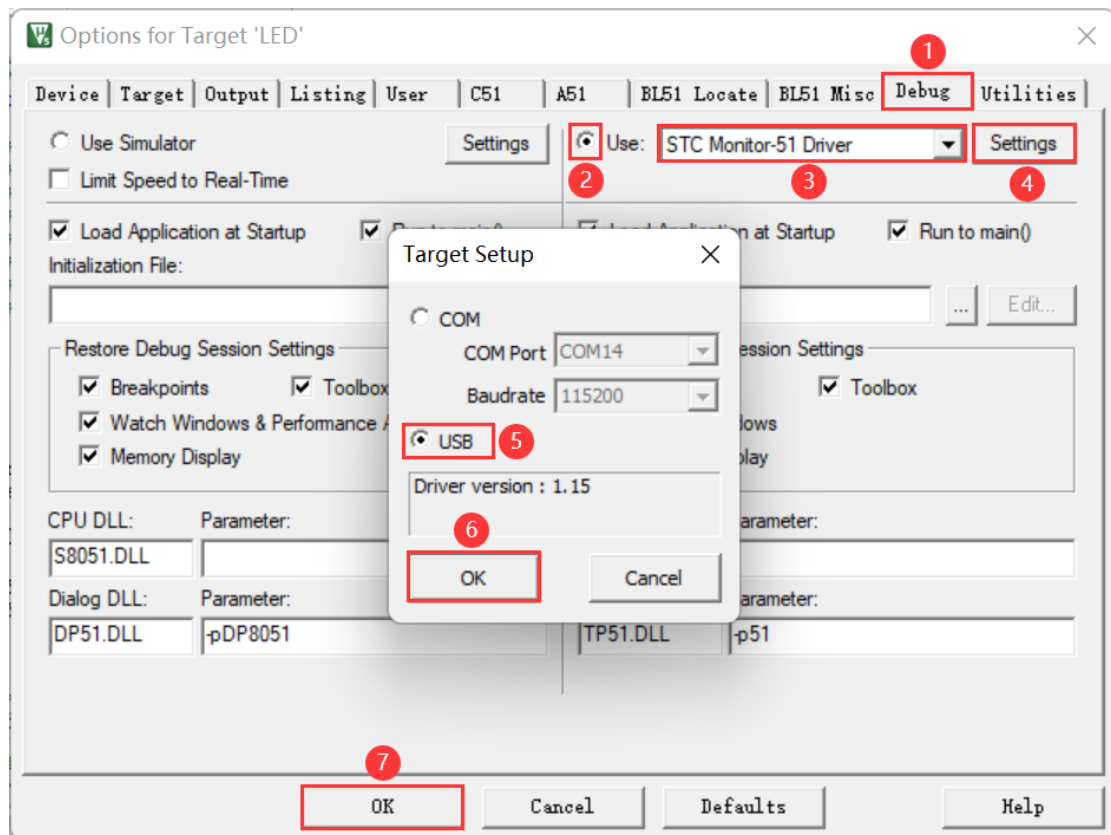 Options for Target 'LED'
1
Device Target Output Listing User C51 A51 BL51 Locate BL51 Misc Debug Utilities
Use Simulator Settings Use: STC Monitor-51 Driver Settings
2 3 4
Limit Speed to Real-Time
Load Application at Startup at Startup Run to main()
Initialization File:
... Edit...
Target Setup
COM
COM Port COM14
Baudrate 115200
USB 5
Driver version : 1.15
6
OK Cancel
Restore Debug Session Settings Settings
Breakpoints Toolbox Toolbox
Watch Windows & Performance
Memory Display
CPU DLL: Parameter:
S8051.DLL
Dialog DLL: Parameter:
DP51.DLL -pDP8051 TP51.DLL -p51
7
OK Cancel Defaults Help